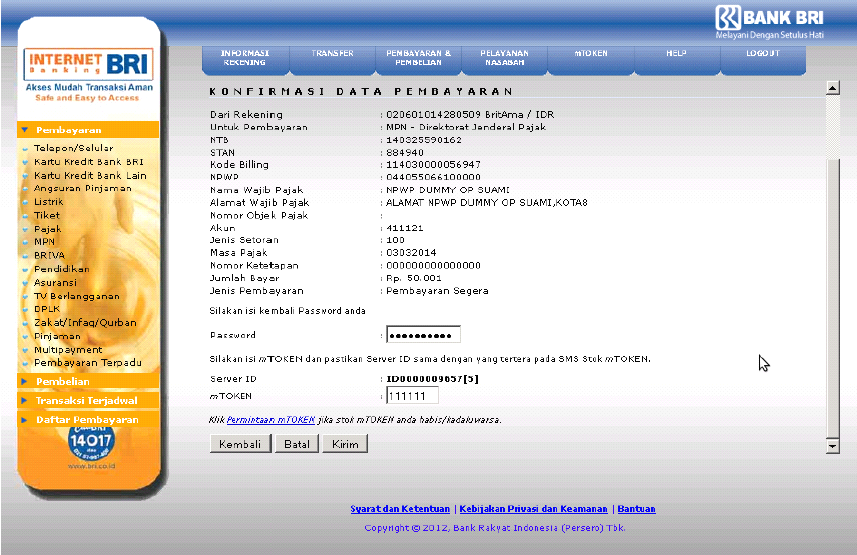 BANK BRI
Melayani Dengan Setulus Hati
INTERNET Banking BRI
Akses Mudah Transaksi Aman
Safe and Easy to Access
INFORMASI REKENING
TRANSFER
PEMBAYARAN & PEMBELIAN
PELAYANAN NASABAH
mTOKEN
HELP
LOGOUT
Pembayaran
Telepon/Selular
Kartu Kredit Bank BRI
Kartu Kredit Bank Lain
Angsuran Pinjaman
Listrik
Tiket
Pajak
MPN
BRIVA
Pendidikan
Asuransi
TV Berlangganan
DPLK
Zakat/Infaq/Qurban
Pinjaman
Multipayment
Pembayaran Terpadu
Pembelian
Transaksi Terjadwal
Daftar Pembayaran
14017
www.bri.co.id
KONFIRMASI DATA PEMBAYARAN
Dari Rekening : 020601014280509 BritAma / IDR
Untuk Pembayaran : MPN - Direktorat Jenderal Pajak
NTB : 140325590162
STAN : 884940
Kode Billing : 114030000056947
NPWP : 044055066100000
Nama Wajib Pajak : NPWP DUMMY OP SUAMI
Alamat Wajib Pajak : ALAMAT NPWP DUMMY OP SUAMI,KOTA8
Nomor Objek Pajak :
Akun : 411121
Jenis Setoran : 100
Masa Pajak : 03032014
Nomor Ketetapan : 000000000000000
Jumlah Bayar : Rp. 50.001
Jenis Pembayaran : Pembayaran Segera
Silakan isi kembali Password anda
Password : ●●●●●●●●●●
Silakan isi mTOKEN dan pastikan Server ID sama dengan yang tertera pada SMS Stok mTOKEN.
Server ID : ID0000009657[5]
mTOKEN : 111111
Klik Permintaan mTOKEN jika stok mTOKEN anda habis/kadaluwarsa.
Kembali Batal Kirim
Syarat dan Ketentuan | Kebijakan Privasi dan Keamanan | Bantuan
Copyright © 2012, Bank Rakyat Indonesia (Persero) Tbk.